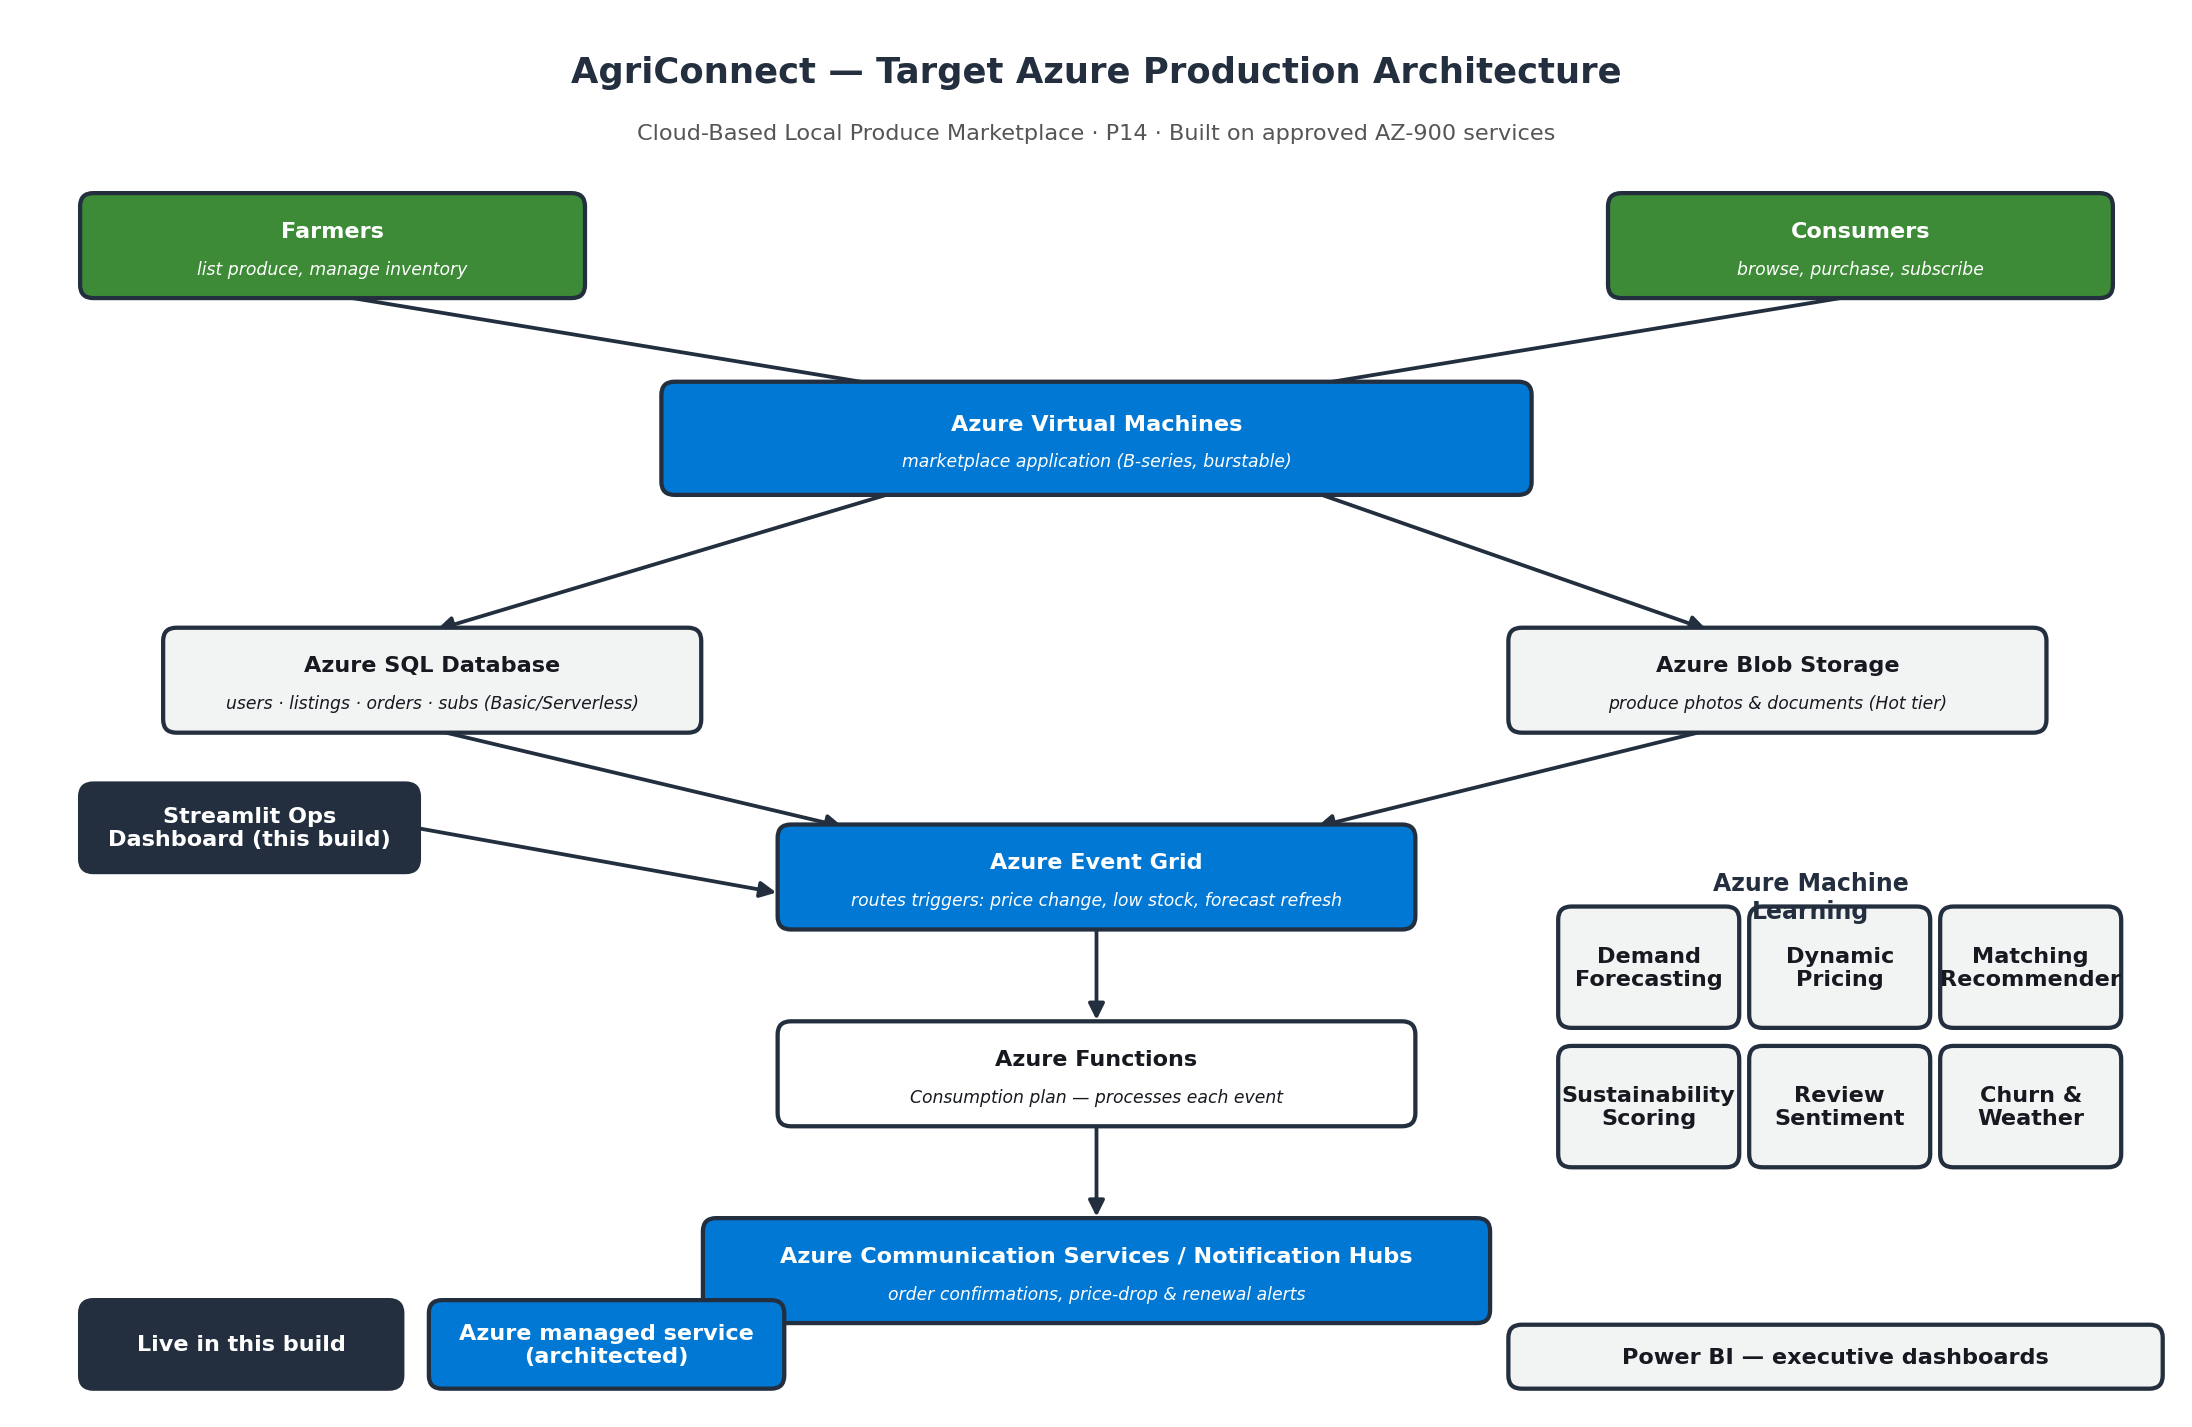 AgriConnect — Target Azure Production Architecture
Cloud-Based Local Produce Marketplace · P14 · Built on approved AZ-900 services
Farmers
list produce, manage inventory
Consumers
browse, purchase, subscribe
Azure Virtual Machines
marketplace application (B-series, burstable)
Azure SQL Database
users · listings · orders · subs (Basic/Serverless)
Azure Blob Storage
produce photos & documents (Hot tier)
Streamlit Ops
Dashboard (this build)
Azure Event Grid
routes triggers: price change, low stock, forecast refresh
Azure Machine
Learning
Demand
Forecasting
Dynamic
Pricing
Matching
Recommender
Azure Functions
Consumption plan — processes each event
Sustainability
Scoring
Review
Sentiment
Churn &
Weather
Azure Communication Services / Notification Hubs
order confirmations, price-drop & renewal alerts
Live in this build
Azure managed service
(architected)
Power BI — executive dashboards